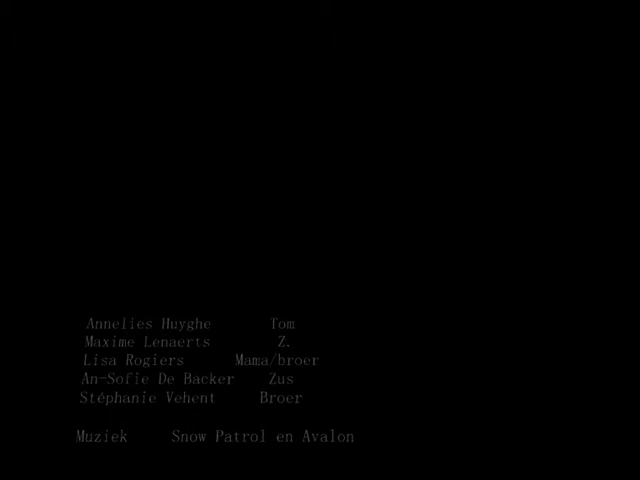 Annelies Huyghe Tom
Maxime Lenaerts Z.
Lisa Rogiers Mama/broer
An-Sofie De Backer Zus
Stéphanie Vehent Broer
Muziek Snow Patrol en Avalon